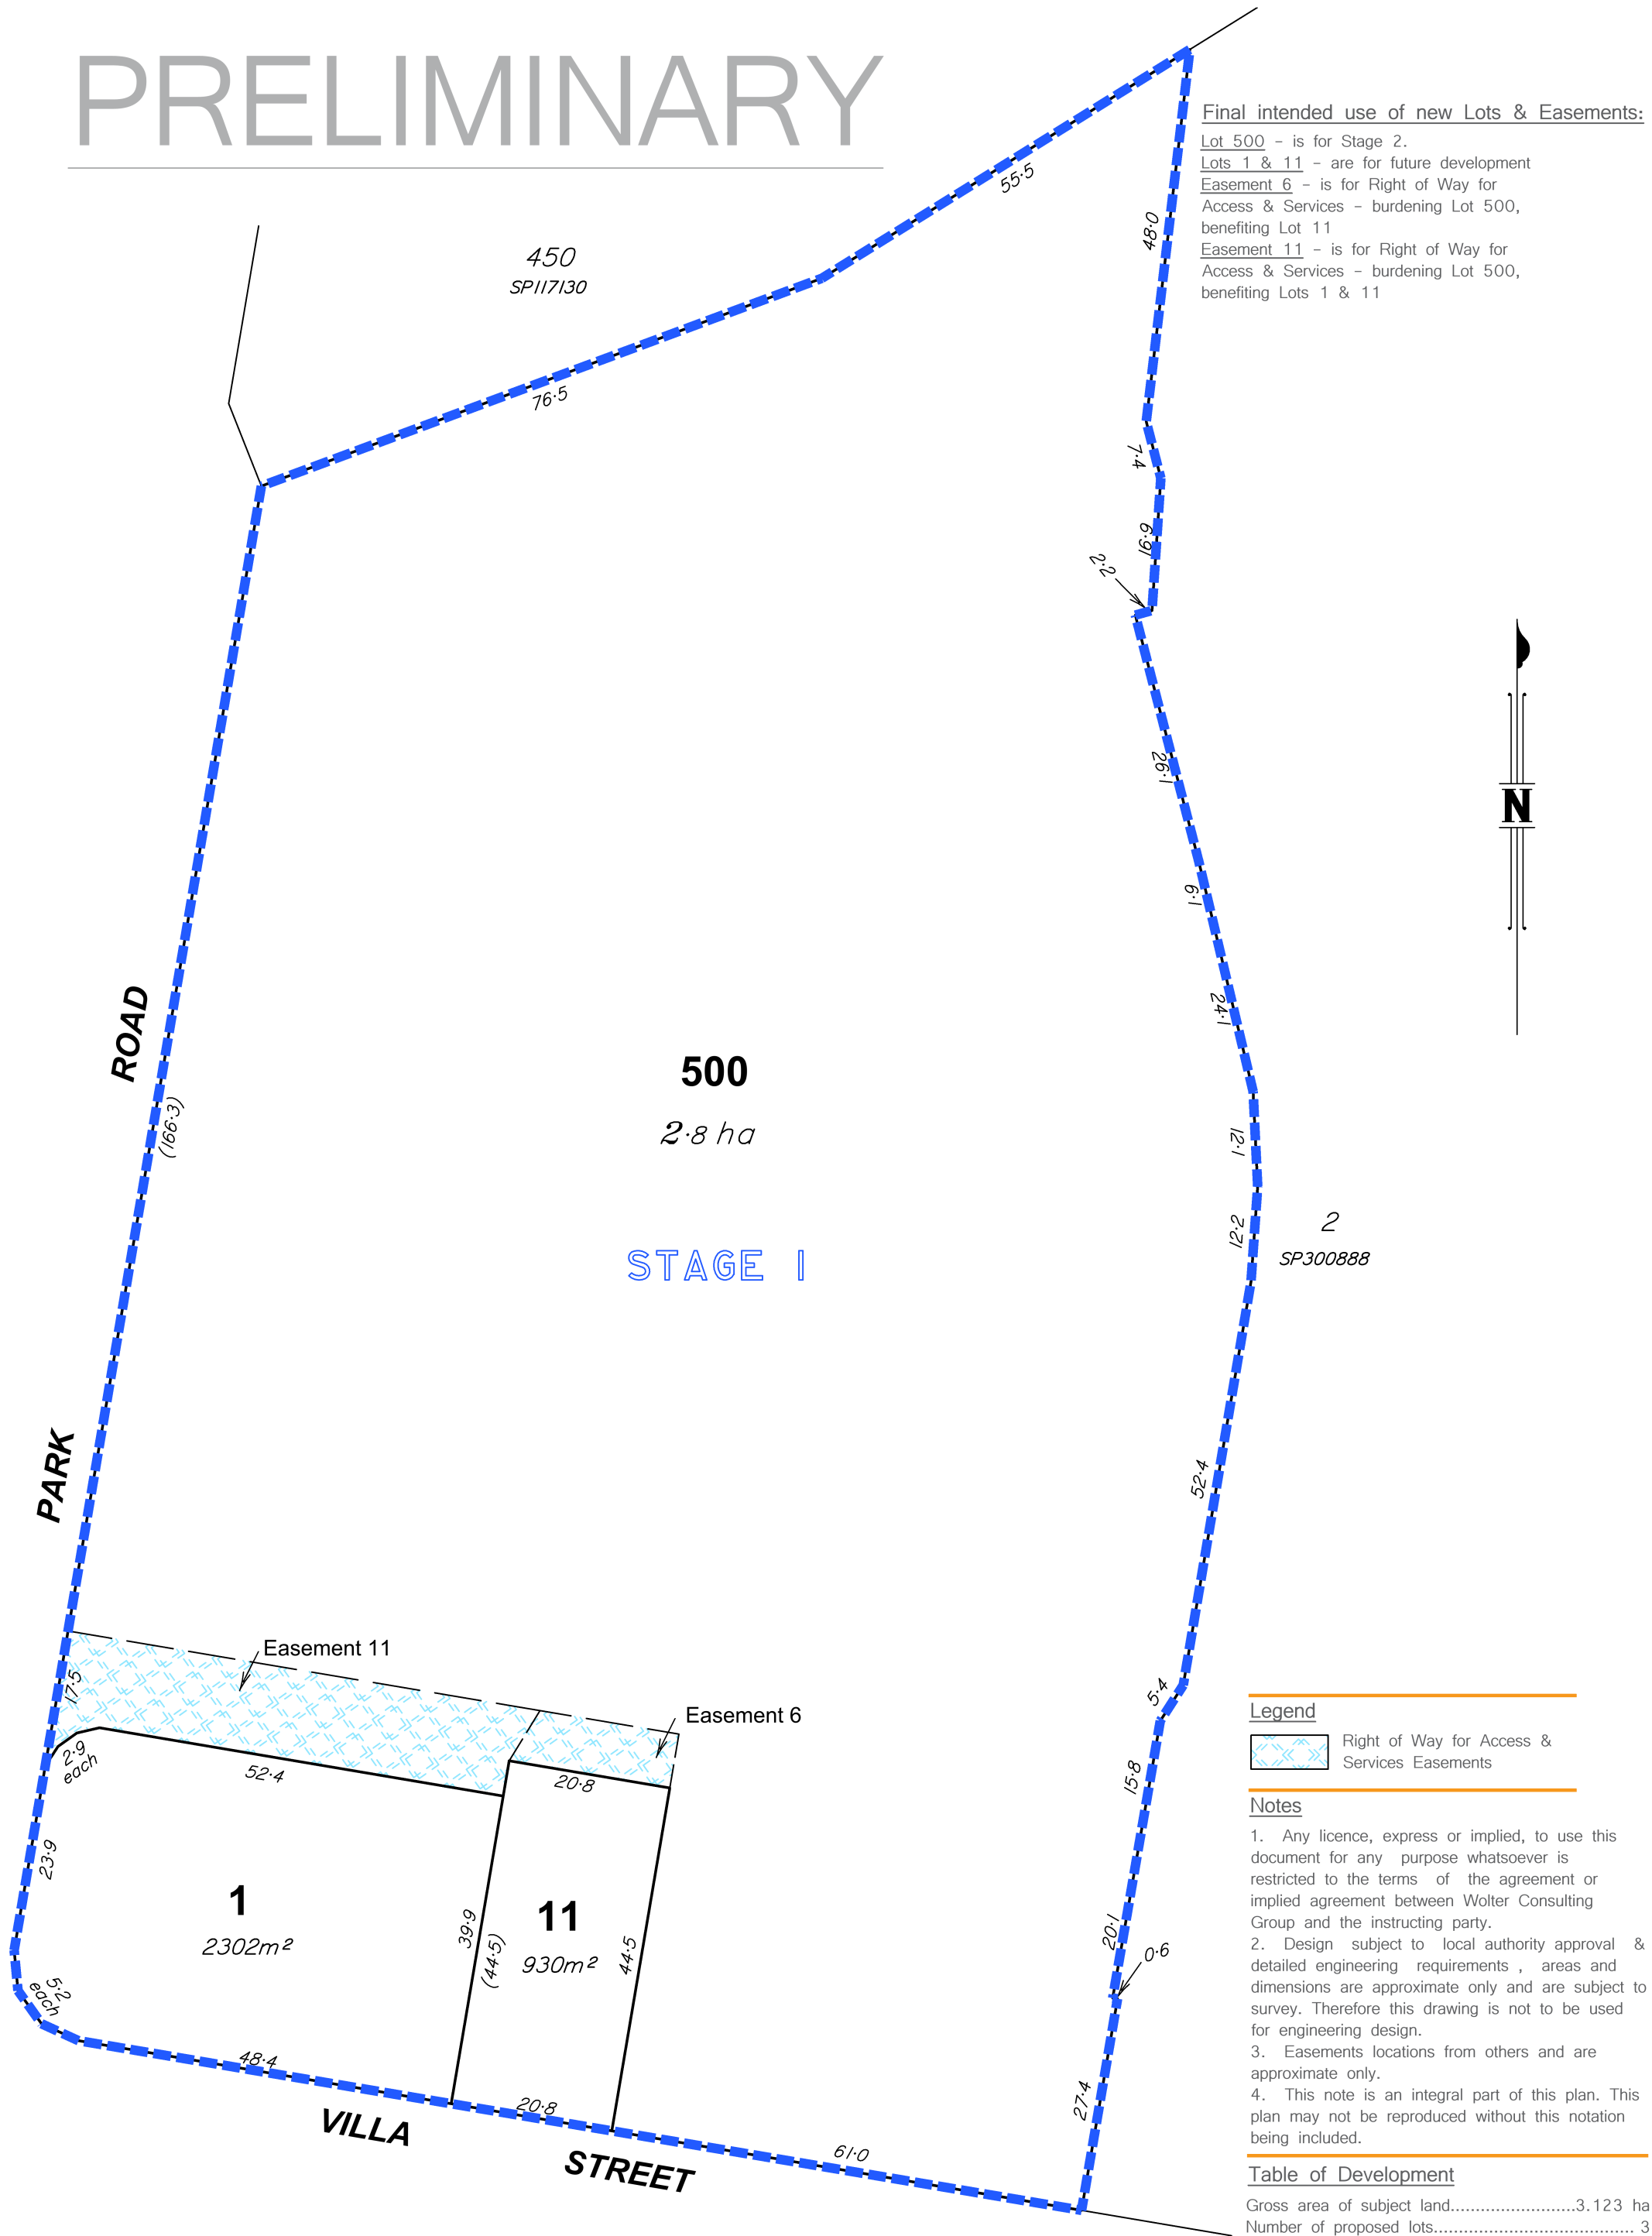 PRELIMINARY
Final intended use of new Lots & Easements:
Lot 500 - is for Stage 2.
Lots 1 & 11 - are for future development
Easement 6 - is for Right of Way for
Access & Services - burdening Lot 500,
benefiting Lot 11
Easement 11 - is for Right of Way for
Access & Services - burdening Lot 500,
benefiting Lots 1 & 11
450
SP117130
55·5
48·0
76·5
7·4
16·9
2·2
26·1
N
6·1
24·1
ROAD
(166·3)
500
2·8 ha
12·1
12·2
2
SP300888
STAGE 1
PARK
52·4
Easement 11
17·5
Easement 6
5·4
2·9
each
52·4
20·8
15·8
23·9
1
2302m²
39·9
(44·5)
11
930m²
44·5
20·1
0·6
5·2
each
48·4
20·8
27·4
61·0
VILLA
STREET
Legend
Right of Way for Access &
Services Easements
Notes
1. Any licence, express or implied, to use this
document for any purpose whatsoever is
restricted to the terms of the agreement or
implied agreement between Wolter Consulting
Group and the instructing party.
2. Design subject to local authority approval &
detailed engineering requirements , areas and
dimensions are approximate only and are subject to
survey. Therefore this drawing is not to be used
for engineering design.
3. Easements locations from others and are
approximate only.
4. This note is an integral part of this plan. This
plan may not be reproduced without this notation
being included.
Table of Development
Gross area of subject land.........................3.123 ha
Number of proposed lots........................................ 3